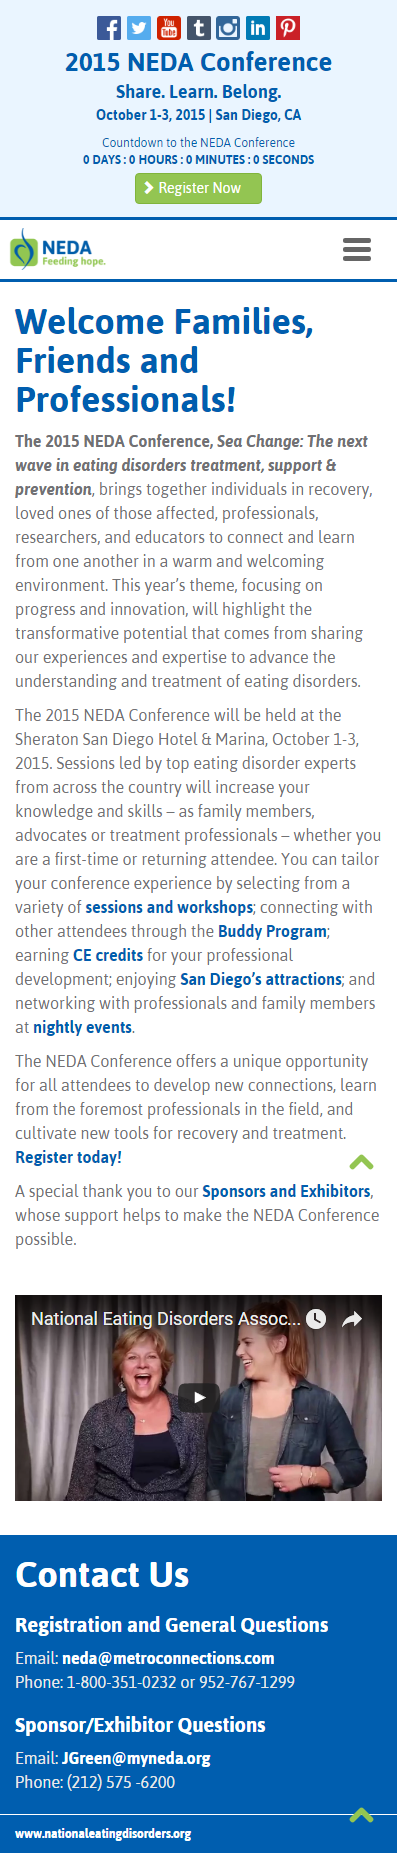 2015 NEDA Conference
Share. Learn. Belong.
October 1-3, 2015 | San Diego, CA
Countdown to the NEDA Conference
0 DAYS : 0 HOURS : 0 MINUTES : 0 SECONDS
Register Now
NEDA
Feeding hope.
Welcome Families,
Friends and
Professionals!
The 2015 NEDA Conference, Sea Change: The next
wave in eating disorders treatment, support &
prevention, brings together individuals in recovery,
loved ones of those affected, professionals,
researchers, and educators to connect and learn
from one another in a warm and welcoming
environment. This year’s theme, focusing on
progress and innovation, will highlight the
transformative potential that comes from sharing
our experiences and expertise to advance the
understanding and treatment of eating disorders.
The 2015 NEDA Conference will be held at the
Sheraton San Diego Hotel & Marina, October 1-3,
2015. Sessions led by top eating disorder experts
from across the country will increase your
knowledge and skills – as family members,
advocates or treatment professionals – whether you
are a first-time or returning attendee. You can tailor
your conference experience by selecting from a
variety of sessions and workshops; connecting with
other attendees through the Buddy Program;
earning CE credits for your professional
development; enjoying San Diego’s attractions; and
networking with professionals and family members
at nightly events.
The NEDA Conference offers a unique opportunity
for all attendees to develop new connections, learn
from the foremost professionals in the field, and
cultivate new tools for recovery and treatment.
Register today!
A special thank you to our Sponsors and Exhibitors,
whose support helps to make the NEDA Conference
possible.
National Eating Disorders Assoc...
Contact Us
Registration and General Questions
Email: neda@metroconnections.com
Phone: 1-800-351-0232 or 952-767-1299
Sponsor/Exhibitor Questions
Email: JGreen@myneda.org
Phone: (212) 575 -6200
www.nationaleatingdisorders.org